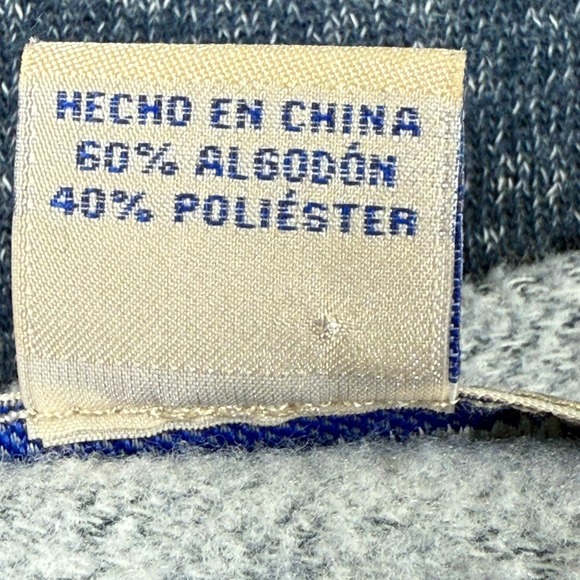 HECHO EN CHINA
60% ALGODÓN
40% POLIÉSTER